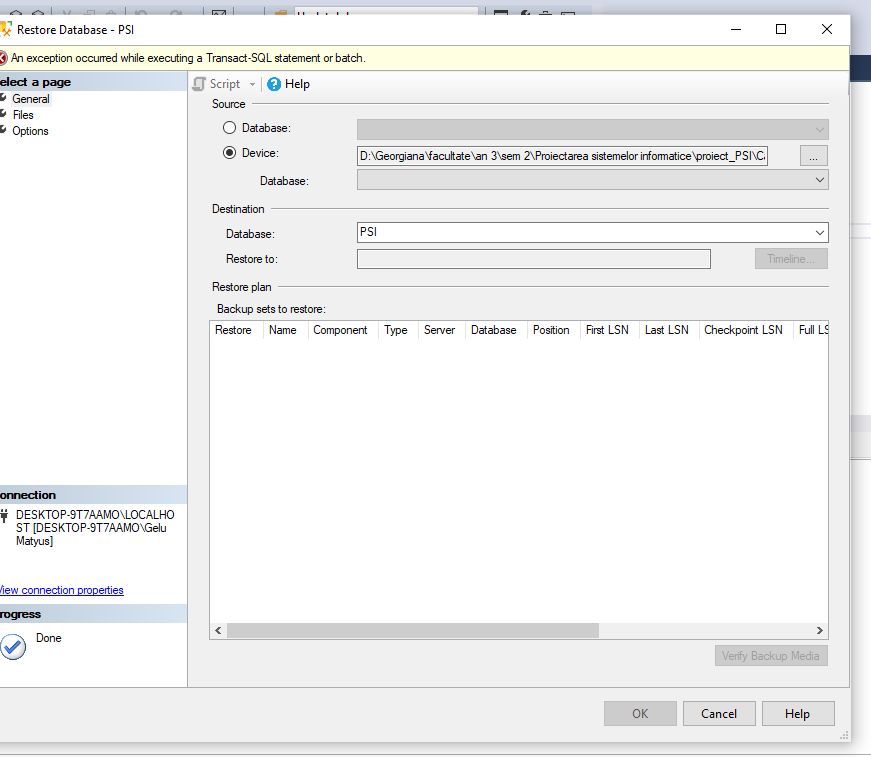 Restore Database - PSI
An exception occurred while executing a Transact-SQL statement or batch.
elect a page
General
Files
Options
Script
Help
Source
Database:
Device:
D:\Georgiana\facultate\an 3\sem 2\Proiectarea sistemelor informatice\proiect_PSI\C
...
Database:
Destination
Database:
PSI
Restore to:
Timeline...
Restore plan
Backup sets to restore:
Restore Name Component Type Server Database Position First LSN Last LSN Checkpoint LSN Full LS
onnection
DESKTOP-9T7AAMO\LOCALHO
ST [DESKTOP-9T7AAMO\Gelu
Matyus]
View connection properties
rogress
Done
Verify Backup Media
OK
Cancel
Help